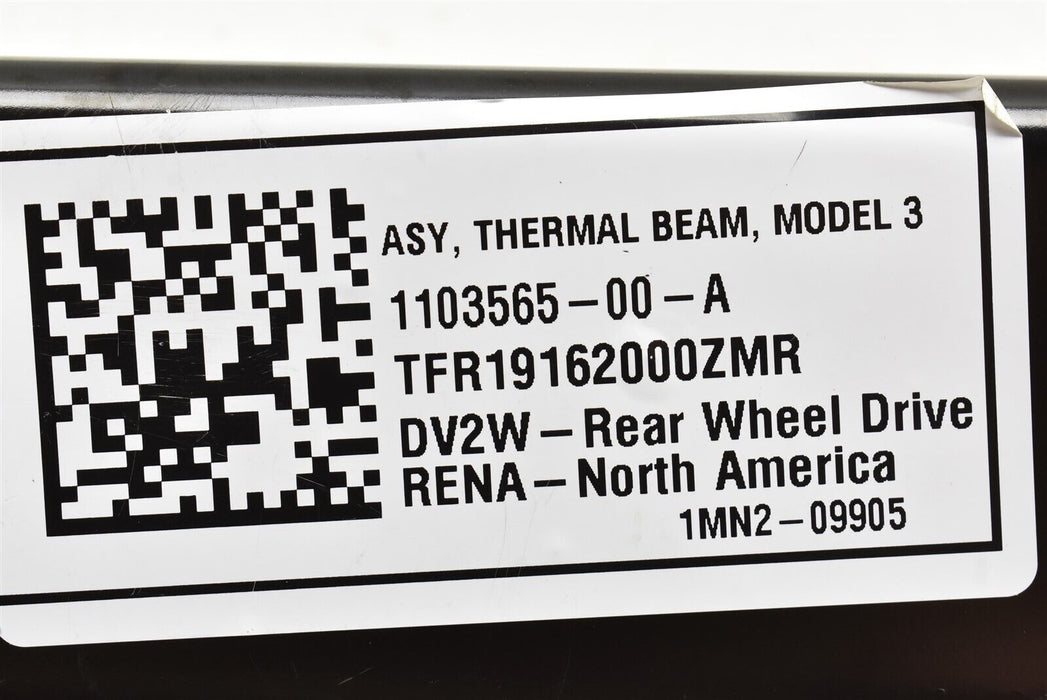 ASY, THERMAL BEAM, MODEL 3
1103565-00-A
TFR19162000ZMR
DV2W-Rear Wheel Drive
RENA-North America
1MN2-09905